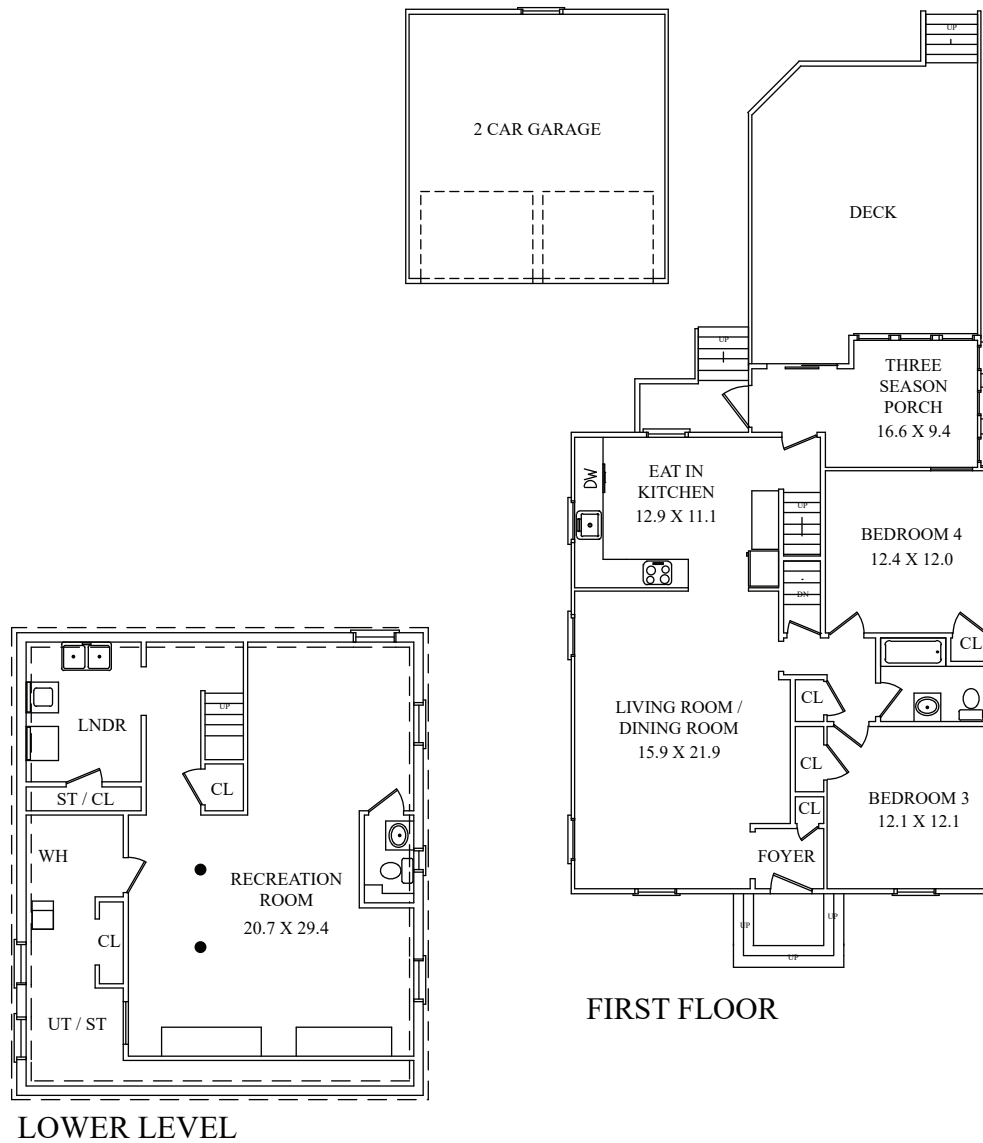 2 CAR GARAGE
UP
DECK
UP
THREE
SEASON
PORCH
16.6 X 9.4
DW
EAT IN
KITCHEN
12.9 X 11.1
UP
DN
BEDROOM 4
12.4 X 12.0
CL
LIVING ROOM /
DINING ROOM
15.9 X 21.9
CL
CL
CL
BEDROOM 3
12.1 X 12.1
FOYER
UP
UP
UP
FIRST FLOOR
LNDR
UP
ST / CL
CL
WH
RECREATION
ROOM
20.7 X 29.4
CL
UT / ST
LOWER LEVEL